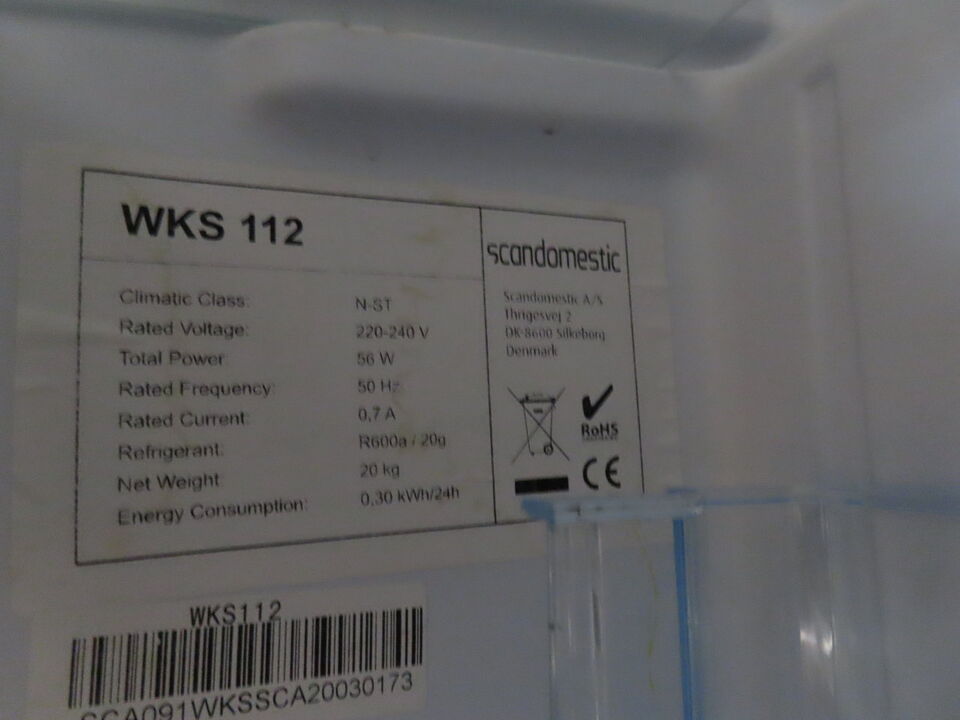 WKS 112
Climatic Class: N-ST
Rated Voltage: 220-240 V
Total Power: 56 W
Rated Frequency: 50 Hz
Rated Current: 0,7 A
Refrigerant: R600a / 20g
Net Weight 20 kg
Energy Consumption: 0,30 kWh/24h
scandomestic
Scandomestic A/S
Thrigesvej 2
DK-8600 Silkeborg
Denmark
RoHS
CE
WKS112
SCA091WKSSCA20030173